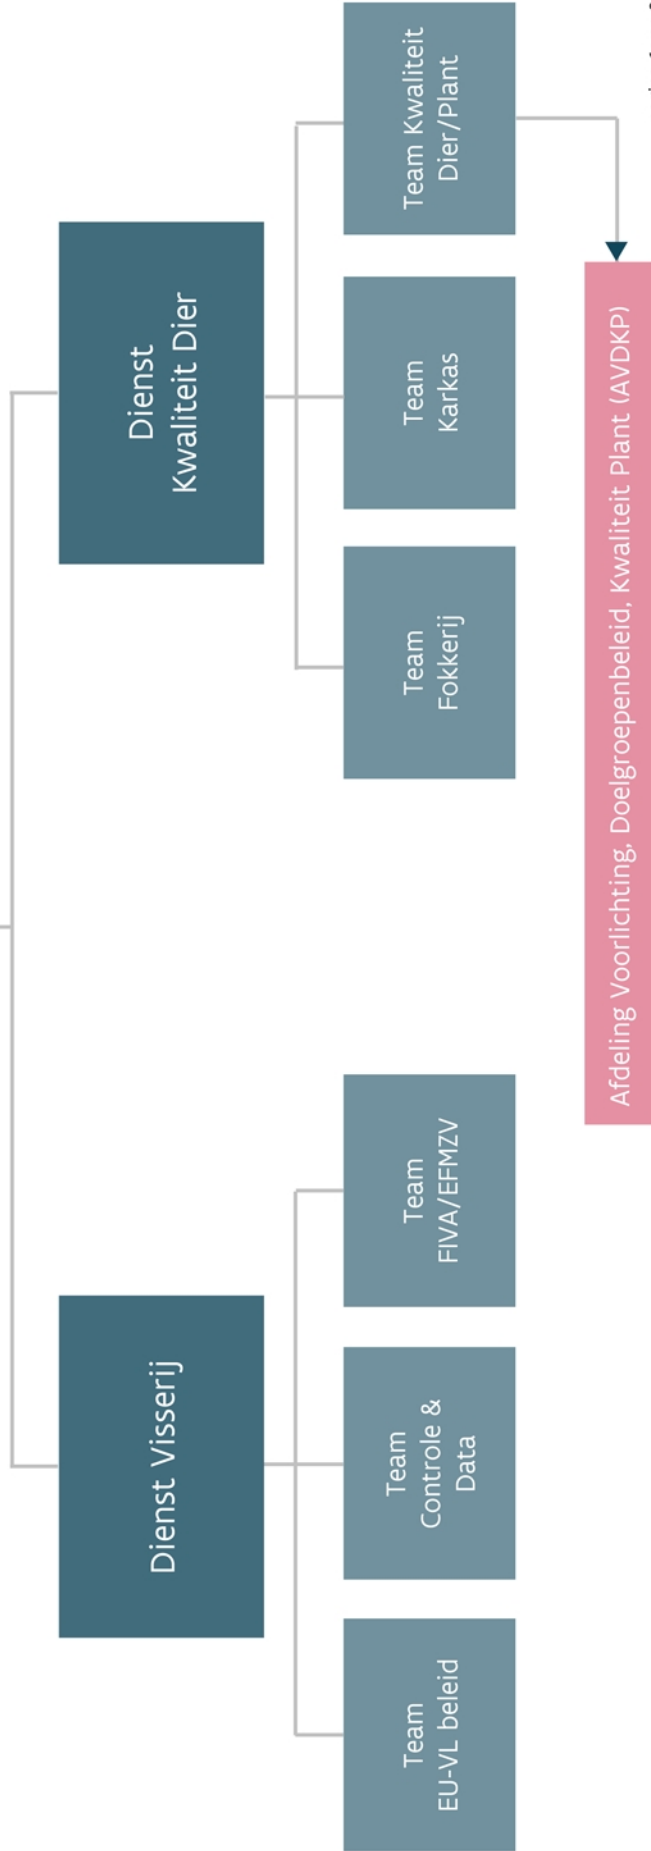 Dienst Visserij
Dienst
Kwaliteit Dier
Team
EU-VL beleid
Team
Controle &
Data
Team
FIVA/EFMZV
Team
Fokkerij
Team
Karkas
Team Kwaliteit
Dier/Plant
Afdeling Voorlichting, Doelgroepenbeleid, Kwaliteit Plant (AVDKP)